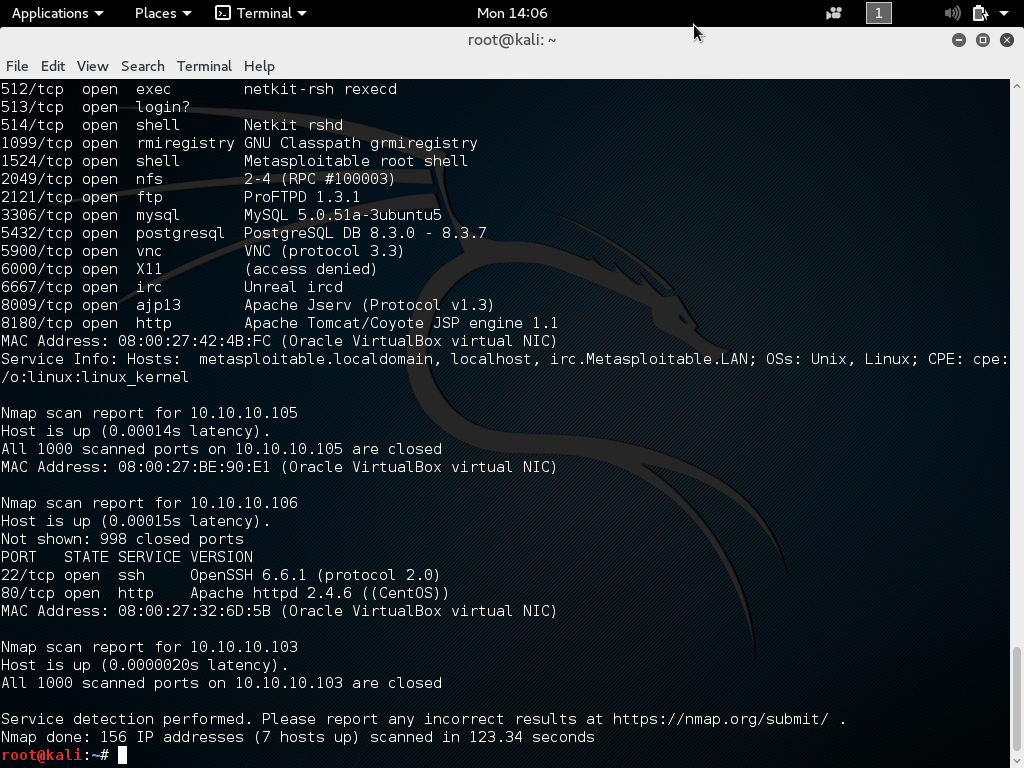 Applications Places Terminal Mon 14:06 1
root@kali: ~
File Edit View Search Terminal Help
512/tcp  open  exec        netkit-rsh rexecd
513/tcp  open  login?
514/tcp  open  shell       Netkit rshd
1099/tcp open  rmiregistry GNU Classpath grmiregistry
1524/tcp open  shell       Metasploitable root shell
2049/tcp open  nfs         2-4 (RPC #100003)
2121/tcp open  ftp         ProFTPD 1.3.1
3306/tcp open  mysql       MySQL 5.0.51a-3ubuntu5
5432/tcp open  postgresql  PostgreSQL DB 8.3.0 - 8.3.7
5900/tcp open  vnc         VNC (protocol 3.3)
6000/tcp open  X11         (access denied)
6667/tcp open  irc         Unreal ircd
8009/tcp open  ajp13       Apache Jserv (Protocol v1.3)
8180/tcp open  http        Apache Tomcat/Coyote JSP engine 1.1
MAC Address: 08:00:27:42:4B:FC (Oracle VirtualBox virtual NIC)
Service Info: Hosts:  metasploitable.localdomain, localhost, irc.Metasploitable.LAN; OSs: Unix, Linux; CPE: cpe:
/o:linux:linux_kernel
Nmap scan report for 10.10.10.105
Host is up (0.00014s latency).
All 1000 scanned ports on 10.10.10.105 are closed
MAC Address: 08:00:27:BE:90:E1 (Oracle VirtualBox virtual NIC)
Nmap scan report for 10.10.10.106
Host is up (0.00015s latency).
Not shown: 998 closed ports
PORT   STATE SERVICE VERSION
22/tcp open  ssh     OpenSSH 6.6.1 (protocol 2.0)
80/tcp open  http    Apache httpd 2.4.6 ((CentOS))
MAC Address: 08:00:27:32:6D:5B (Oracle VirtualBox virtual NIC)
Nmap scan report for 10.10.10.103
Host is up (0.0000020s latency).
All 1000 scanned ports on 10.10.10.103 are closed
Service detection performed. Please report any incorrect results at https://nmap.org/submit/ .
Nmap done: 156 IP addresses (7 hosts up) scanned in 123.34 seconds
root@kali:~#